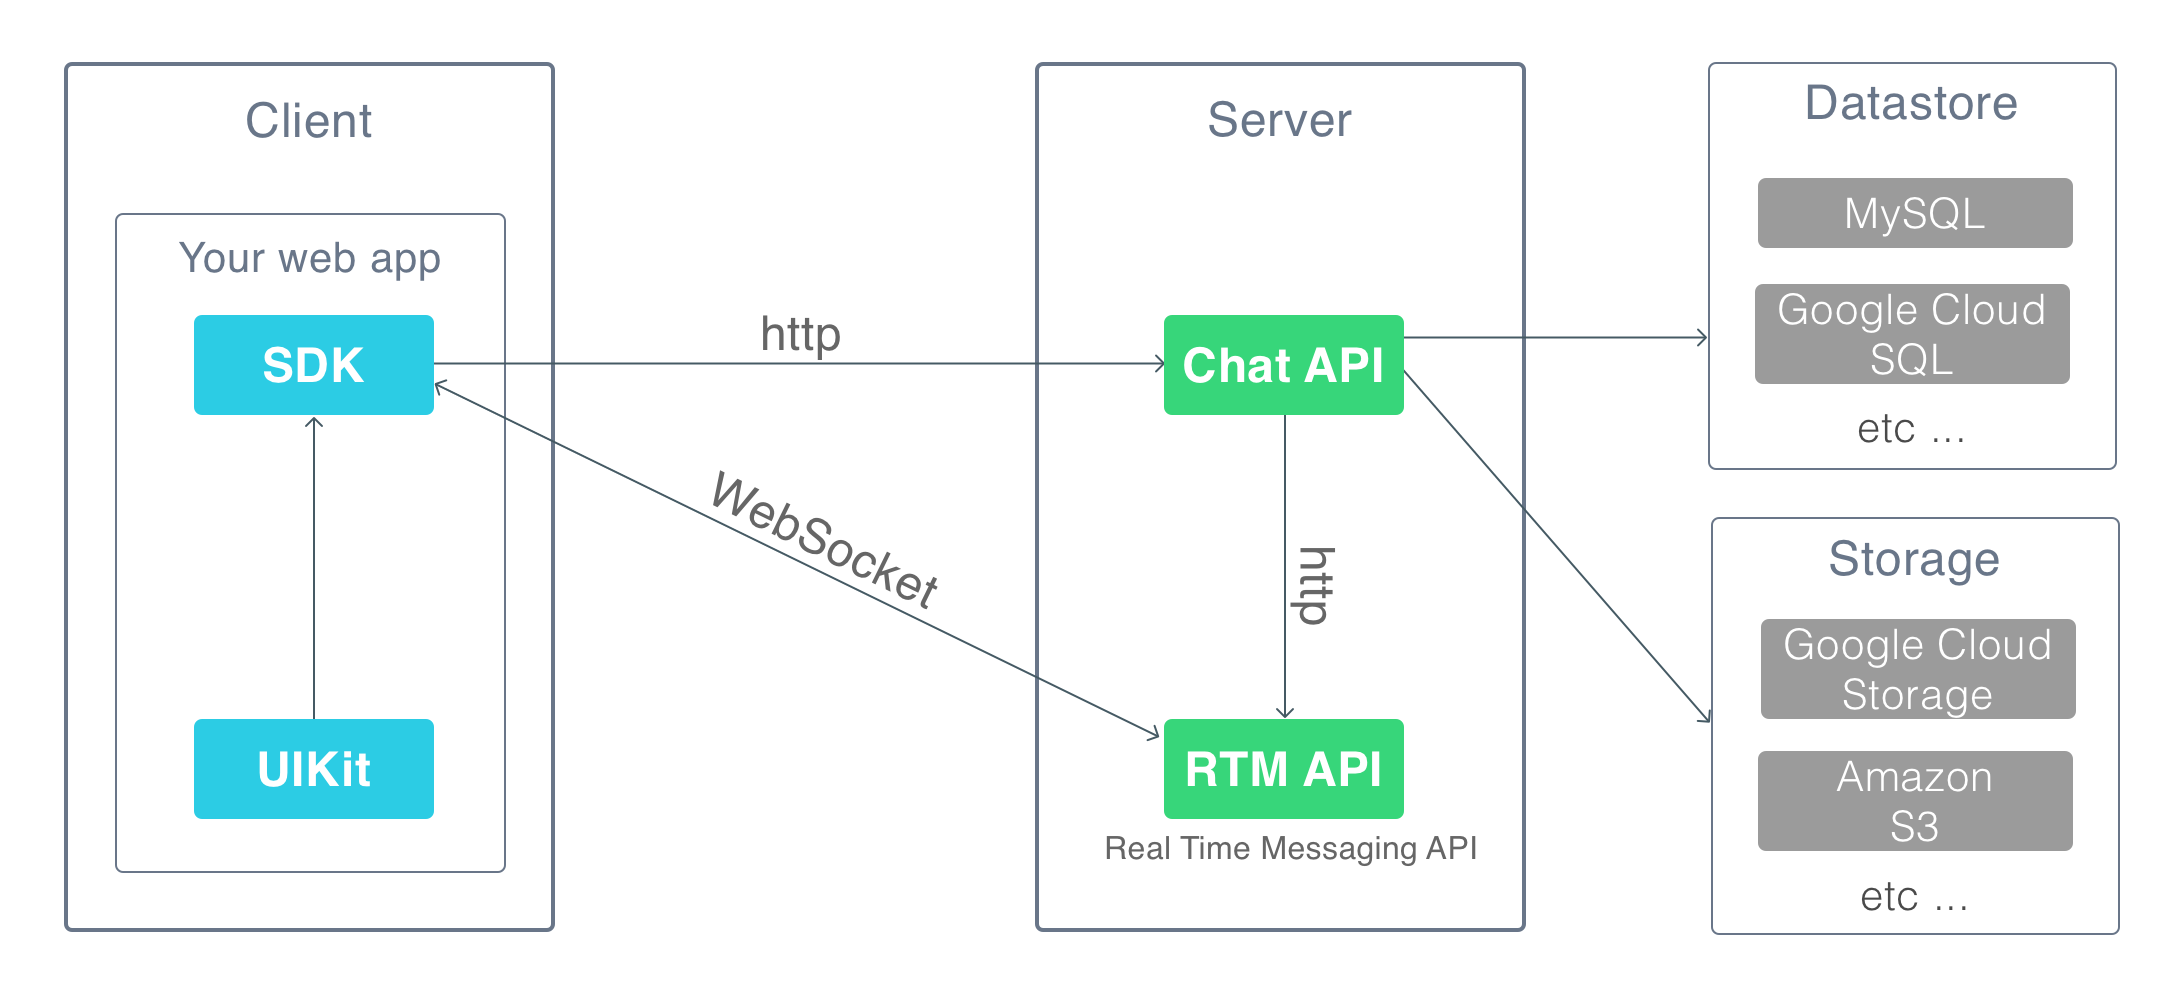 Client
Your web app
SDK
UIKit
http
WebSocket
Server
Chat API
http
RTM API
Real Time Messaging API
Datastore
MySQL
Google Cloud
SQL
etc ...
Storage
Google Cloud
Storage
Amazon
S3
etc ...